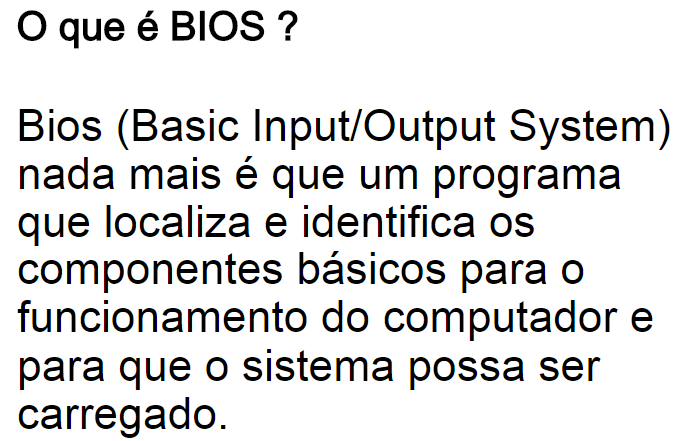 O que é BIOS ?
Bios (Basic Input/Output System)
nada mais é que um programa
que localiza e identifica os
componentes básicos para o
funcionamento do computador e
para que o sistema possa ser
carregado.